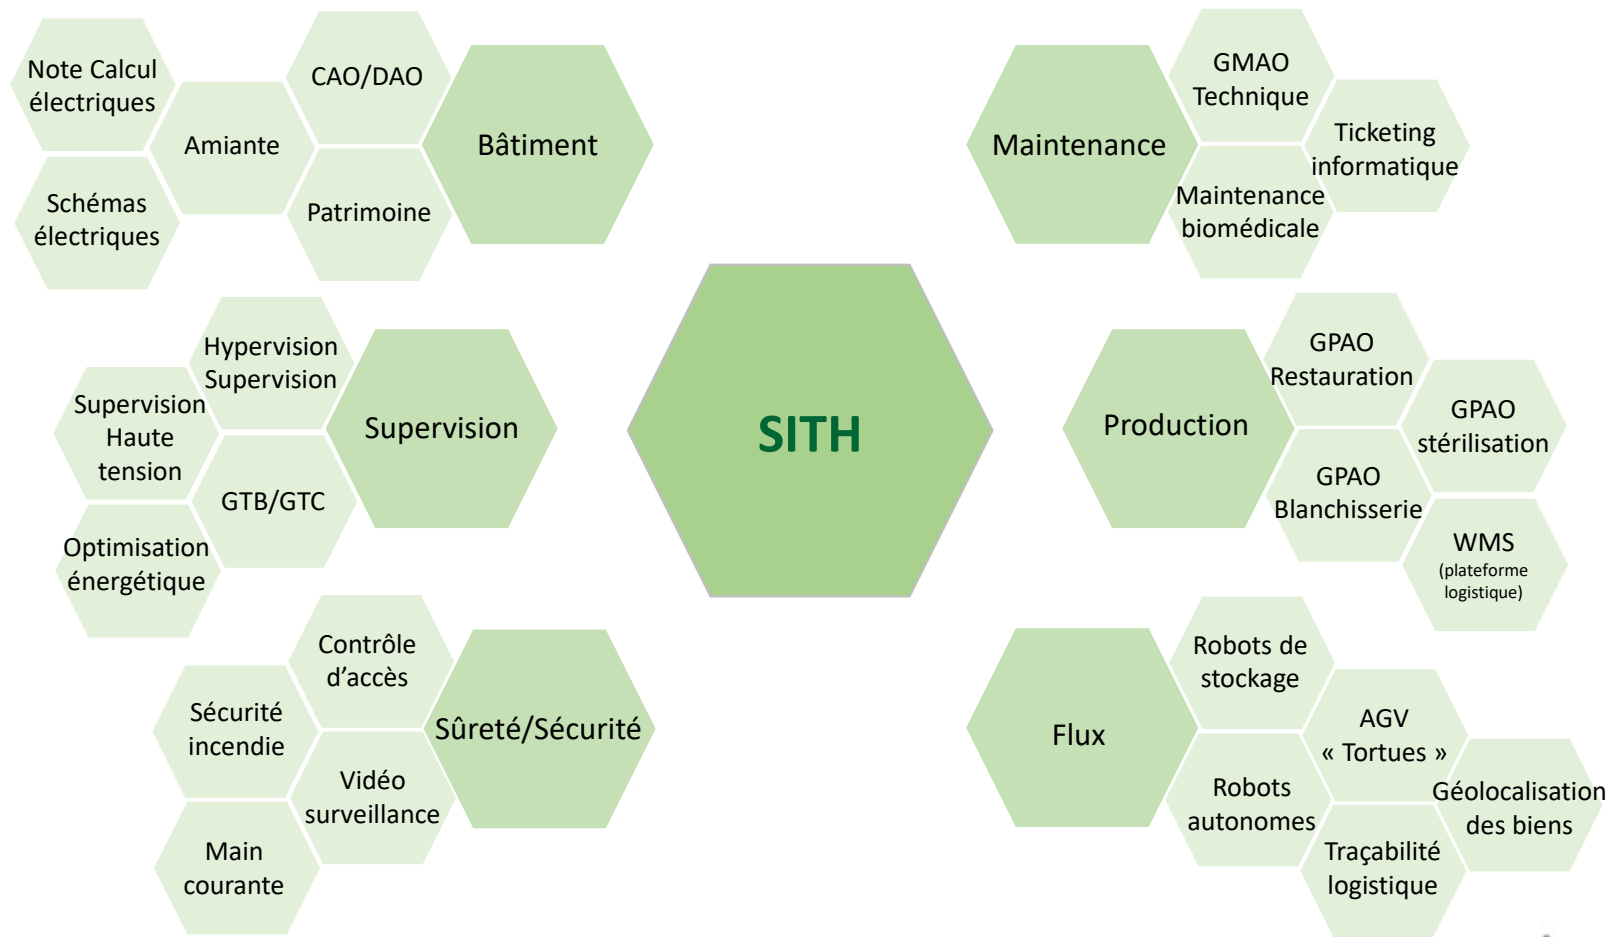 Note Calcul
électriques
CAO/DAO
Amiante
Bâtiment
Schémas
électriques
Patrimoine
Hypervision
Supervision
Supervision
Haute
tension
Supervision
GTB/GTC
Optimisation
énergétique
Contrôle
d’accès
Sécurité
incendie
Sûreté/Sécurité
Vidéo
surveillance
Main
courante
SITH
Maintenance
GMAO
Technique
Ticketing
informatique
Maintenance
biomédicale
Production
GPAO
Restauration
GPAO
stérilisation
GPAO
Blanchisserie
WMS
(plateforme
logistique)
Flux
Robots de
stockage
AGV
« Tortues »
Robots
autonomes
Géolocalisation
des biens
Traçabilité
logistique